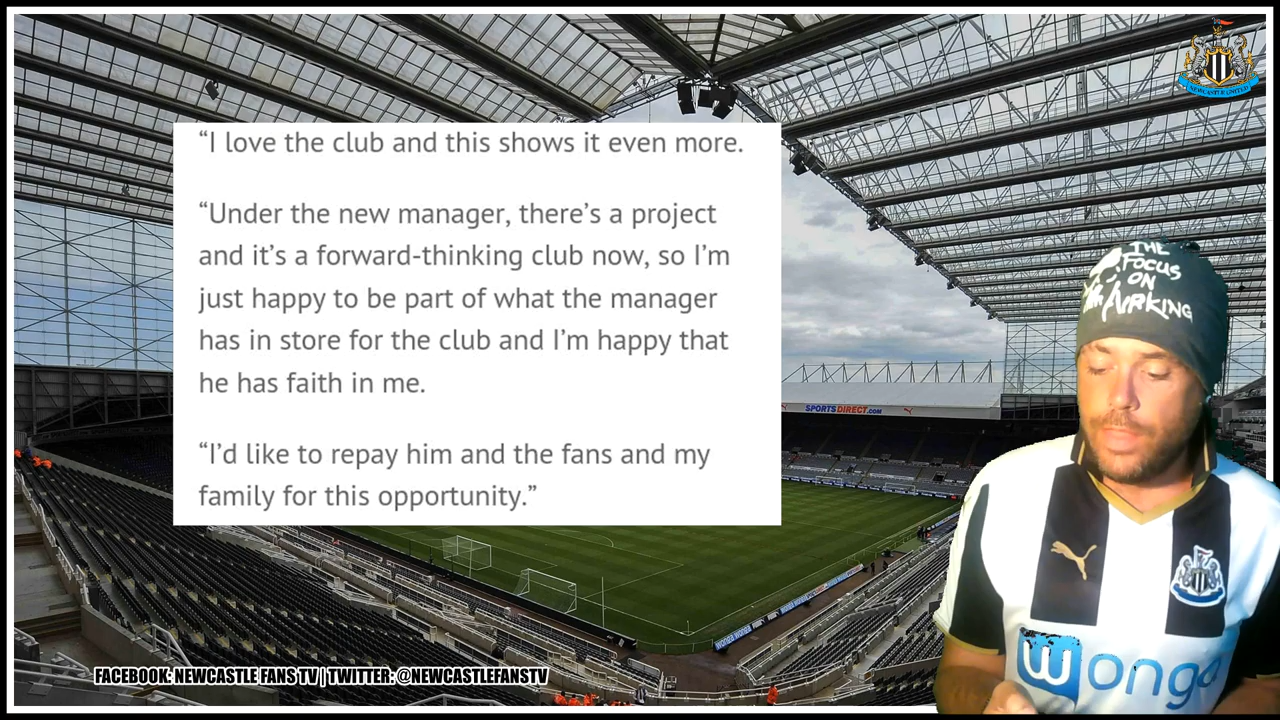 NEWCASTLE UNITED
“I love the club and this shows it even more.
“Under the new manager, there’s a project
and it’s a forward-thinking club now, so I’m
just happy to be part of what the manager
has in store for the club and I’m happy that
he has faith in me.
“I’d like to repay him and the fans and my
family for this opportunity.”
THE
FOCUS
ON
AIRKING
SPORTSDIRECT.COM
wonga
FACEBOOK: NEWCASTLE FANS TV | TWITTER: @NEWCASTLEFANSTV